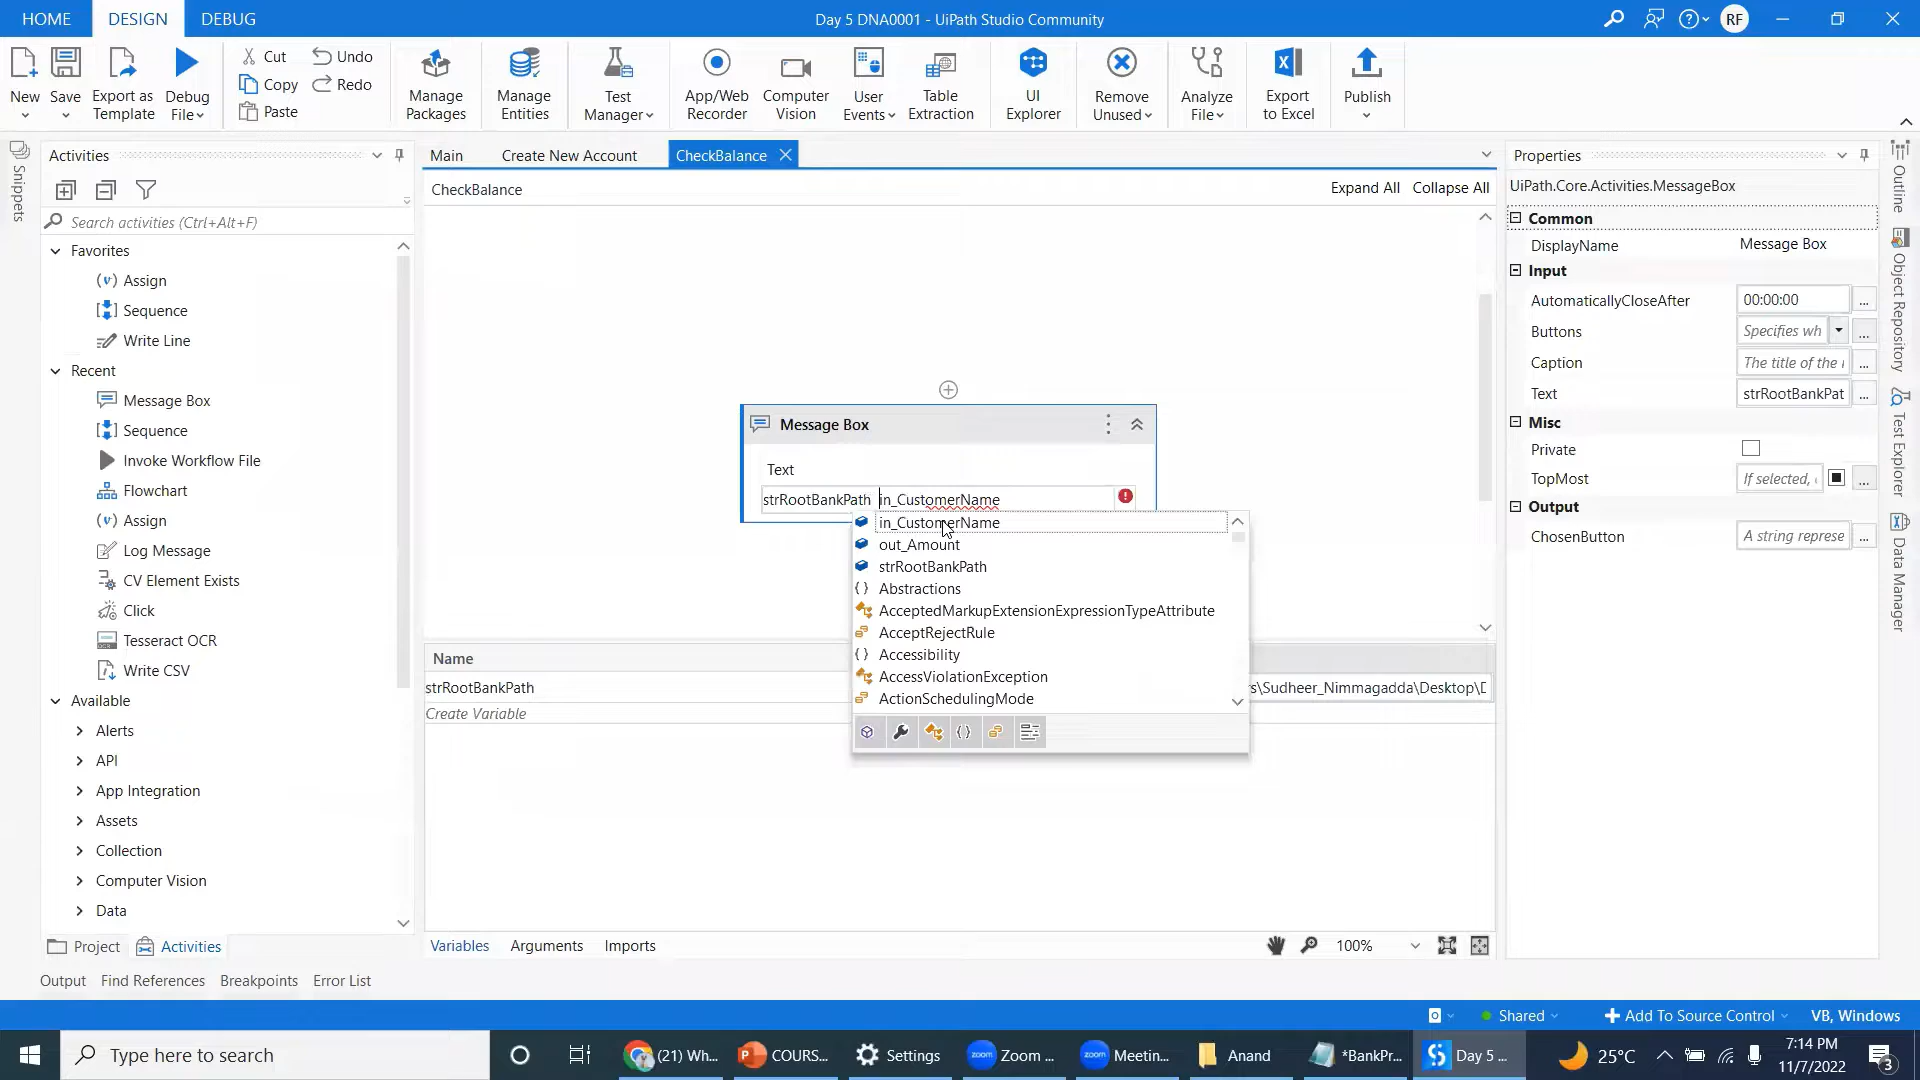 HOME
DESIGN
DEBUG
Day 5 DNA0001 - UiPath Studio Community
RF
New
Save
Export as Template
Debug File
Cut
Copy
Paste
Undo
Redo
Manage Packages
Manage Entities
Test Manager
App/Web Recorder
Computer Vision
User Events
Table Extraction
UI Explorer
Remove Unused
Analyze File
Export to Excel
Publish
Snippets
Activities
Search activities (Ctrl+Alt+F)
Favorites
Assign
Sequence
Write Line
Recent
Message Box
Sequence
Invoke Workflow File
Flowchart
Assign
Log Message
CV Element Exists
Click
Tesseract OCR
Write CSV
Available
Alerts
API
App Integration
Assets
Collection
Computer Vision
Data
Project
Activities
Main
Create New Account
CheckBalance
CheckBalance
Expand All
Collapse All
Message Box
Text
strRootBankPath in_CustomerName
in_CustomerName
out_Amount
strRootBankPath
Abstractions
AcceptedMarkupExtensionExpressionTypeAttribute
AcceptRejectRule
Accessibility
AccessViolationException
ActionSchedulingMode
Name
strRootBankPath
s\Sudheer_Nimmagadda\Desktop\[
Create Variable
Variables
Arguments
Imports
100%
Properties
UiPath.Core.Activities.MessageBox
Common
DisplayName
Message Box
Input
AutomaticallyCloseAfter
00:00:00
...
Buttons
Specifies wh
...
Caption
The title of the
...
Text
strRootBankPat
...
Misc
Private
TopMost
If selected,
...
Output
ChosenButton
A string represe
...
Outline
Object Repository
Test Explorer
Data Manager
Output
Find References
Breakpoints
Error List
Shared
Add To Source Control
VB, Windows
Type here to search
(21) Wh...
COURS...
Settings
zoom
Zoom ...
zoom
Meetin...
Anand
*BankPr...
Day 5 ...
25°C
7:14 PM
11/7/2022
3